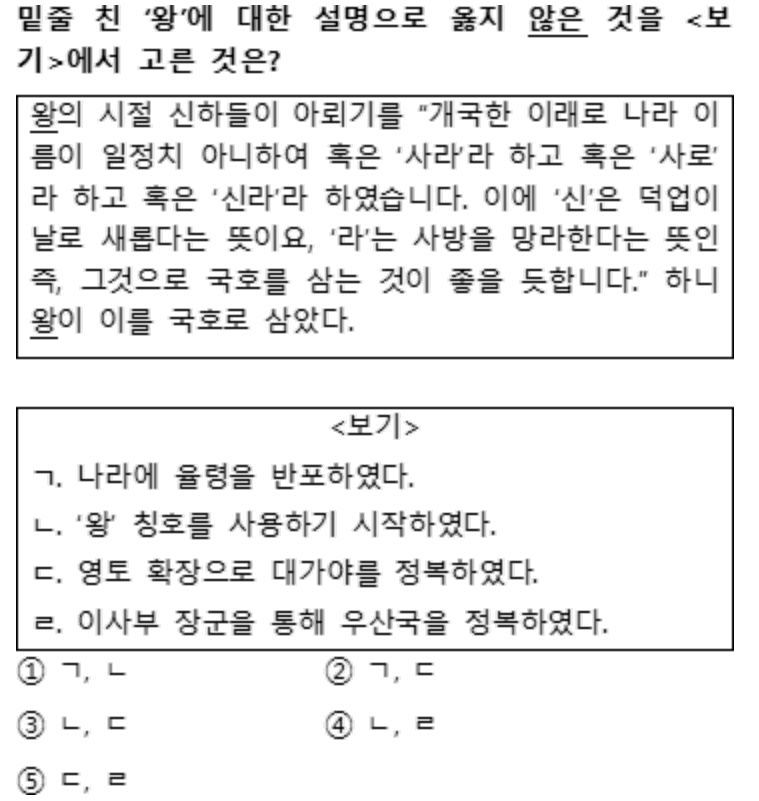 밑줄 친 '왕'에 대한 설명으로 옳지 않은 것을 <보
기>에서 고른 것은?
왕의 시절 신하들이 아뢰기를 "개국한 이래로 나라 이
름이 일정치 아니하여 혹은 '사라'라 하고 혹은 '사로'
라 하고 혹은 '신라'라 하였습니다. 이에 '신'은 덕업이
날로 새롭다는 뜻이요, '라'는 사방을 망라한다는 뜻인
즉, 그것으로 국호를 삼는 것이 좋을 듯합니다." 하니
왕이 이를 국호로 삼았다.
<보기>
ㄱ. 나라에 율령을 반포하였다.
ㄴ. '왕' 칭호를 사용하기 시작하였다.
ㄷ. 영토 확장으로 대가야를 정복하였다.
ㄹ. 이사부 장군을 통해 우산국을 정복하였다.
① ㄱ, ㄴ ② ㄱ, ㄷ
③ ㄴ, ㄷ ④ ㄴ, ㄹ
⑤ ㄷ, ㄹ